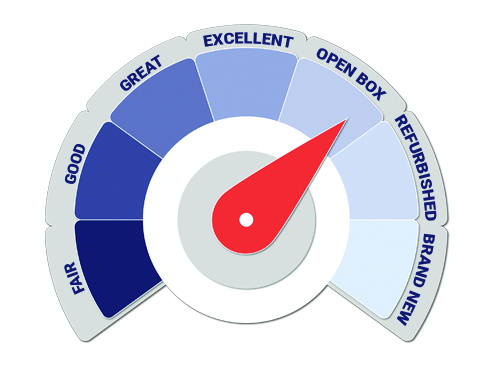 FAIR
GOOD
GREAT
EXCELLENT
OPEN BOX
REFURBISHED
BRAND NEW